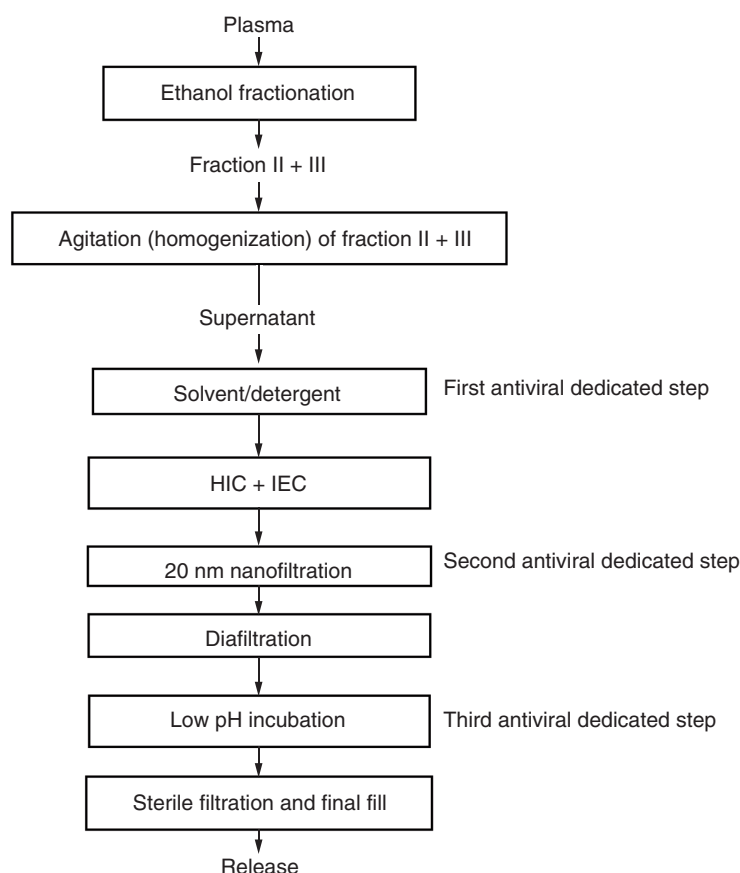 Plasma
Ethanol fractionation
Fraction II + III
Agitation (homogenization) of fraction II + III
Supernatant
Solvent/detergent
First antiviral dedicated step
HIC + IEC
20 nm nanofiltration
Second antiviral dedicated step
Diafiltration
Low pH incubation
Third antiviral dedicated step
Sterile filtration and final fill
Release